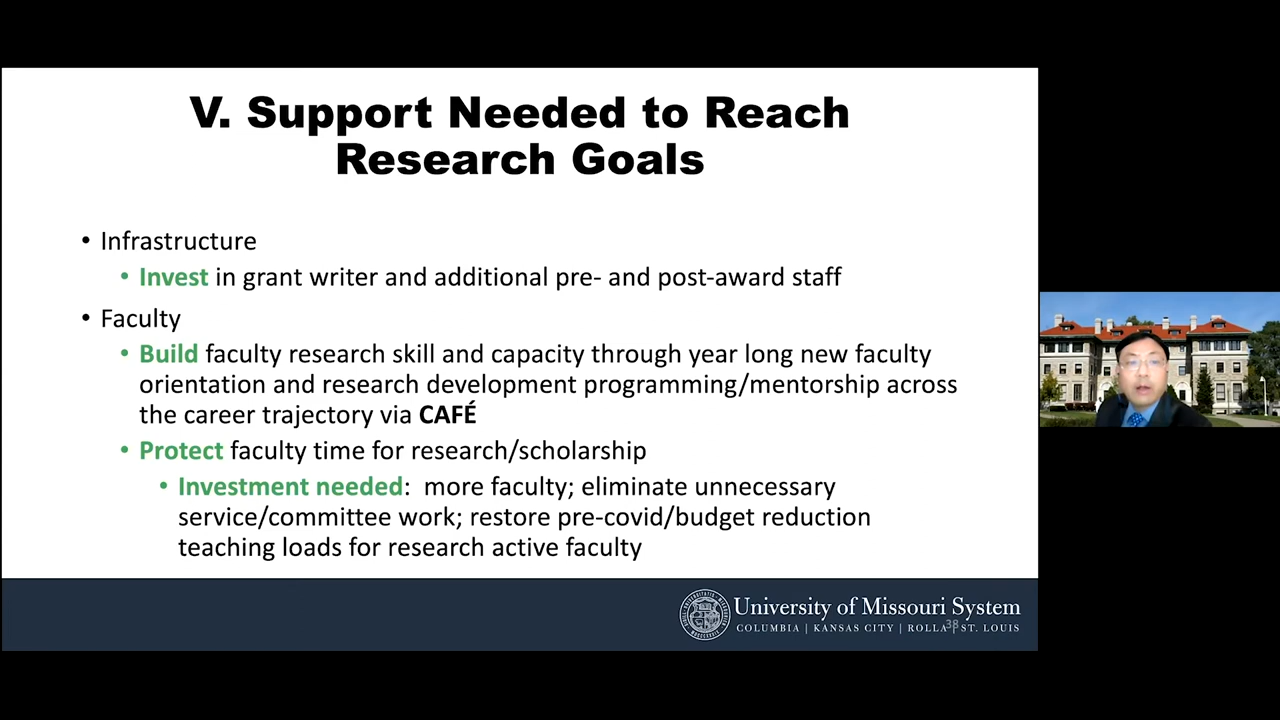 V. Support Needed to Reach
Research Goals
• Infrastructure
• Invest in grant writer and additional pre- and post-award staff
• Faculty
• Build faculty research skill and capacity through year long new faculty
orientation and research development programming/mentorship across
the career trajectory via CAFÉ
• Protect faculty time for research/scholarship
• Investment needed:  more faculty; eliminate unnecessary
service/committee work; restore pre-covid/budget reduction
teaching loads for research active faculty
University of Missouri System
COLUMBIA | KANSAS CITY | ROLLA | ST. LOUIS
38